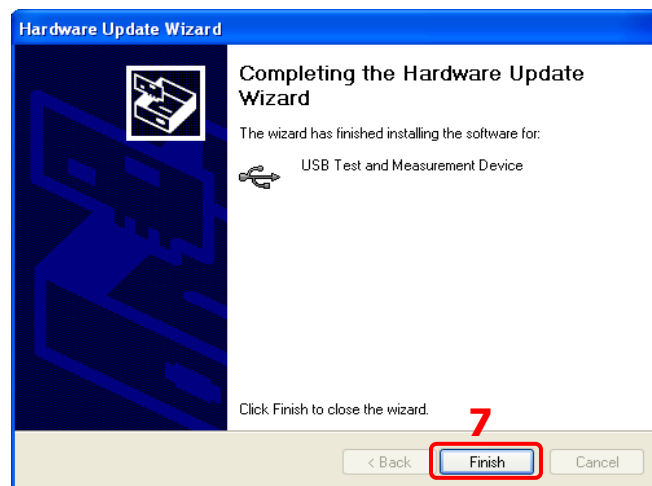 Hardware Update Wizard
Completing the Hardware Update
Wizard
The wizard has finished installing the software for:
USB Test and Measurement Device
Click Finish to close the wizard.
7
< Back Finish Cancel